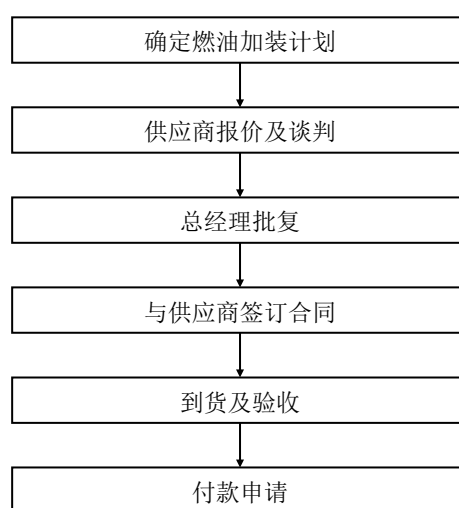 确定燃油加装计划
供应商报价及谈判
总经理批复
与供应商签订合同
到货及验收
付款申请